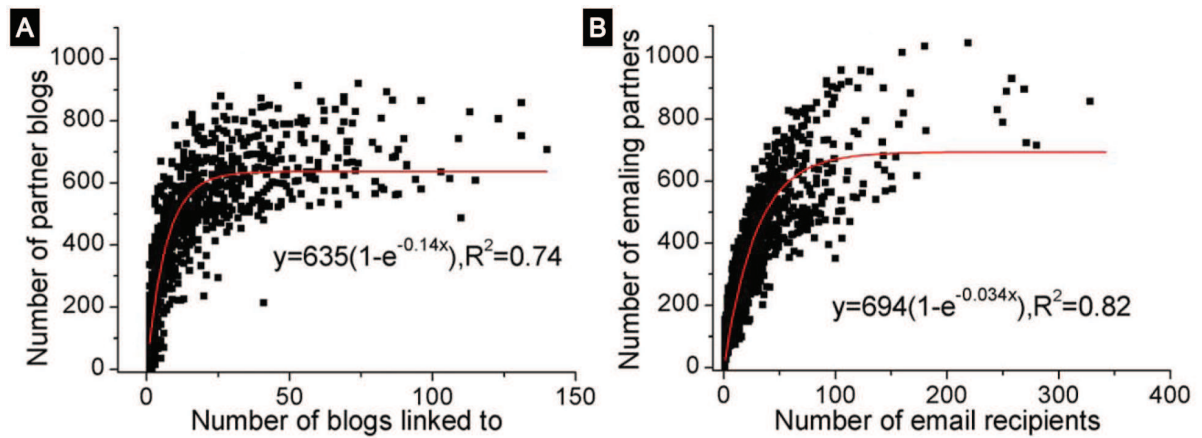 A
Number of partner blogs
1000
800
600
400
200
0
0 50 100 150
Number of blogs linked to
y=635(1-e^-0.14x),R^2=0.74
B
Number of emaling partners
1000
800
600
400
200
0
0 100 200 300 400
Number of email recipients
y=694(1-e^-0.034x),R^2=0.82